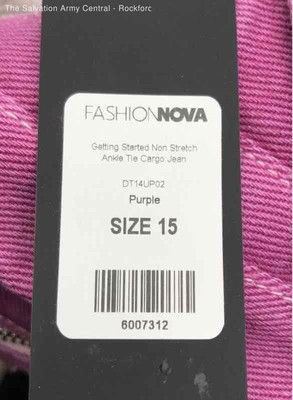 The Salvation Army Central - Rockford
FASHIONNOVA
Getting Started Non Stretch
Ankle Tie Cargo Jean
DT14UP02
Purple
SIZE 15
6007312